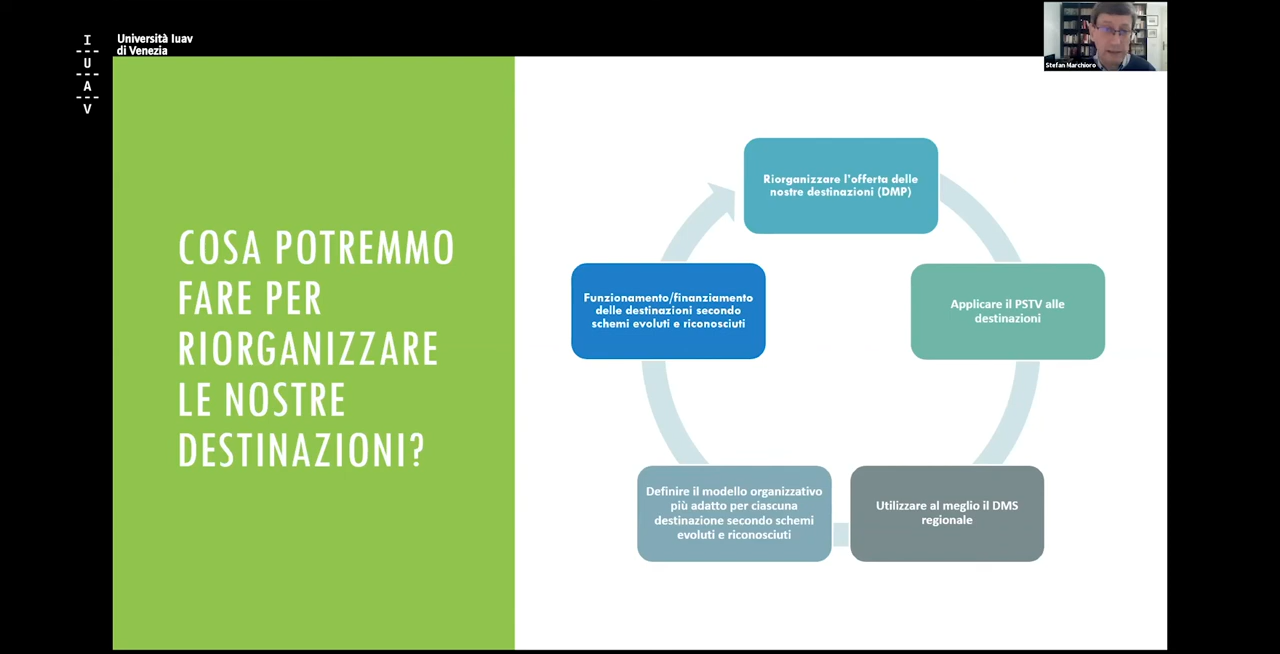 I
U
A
V
Università Iuav
di Venezia
Stefan Marchioro
COSA POTREMMO
FARE PER
RIORGANIZZARE
LE NOSTRE
DESTINAZIONI?
Riorganizzare l'offerta delle
nostre destinazioni (DMP)
Applicare il PSTV alle
destinazioni
Utilizzare al meglio il DMS
regionale
Definire il modello organizzativo
più adatto per ciascuna
destinazione secondo schemi
evoluti e riconosciuti
Funzionamento/finanziamento
delle destinazioni secondo
schemi evoluti e riconosciuti